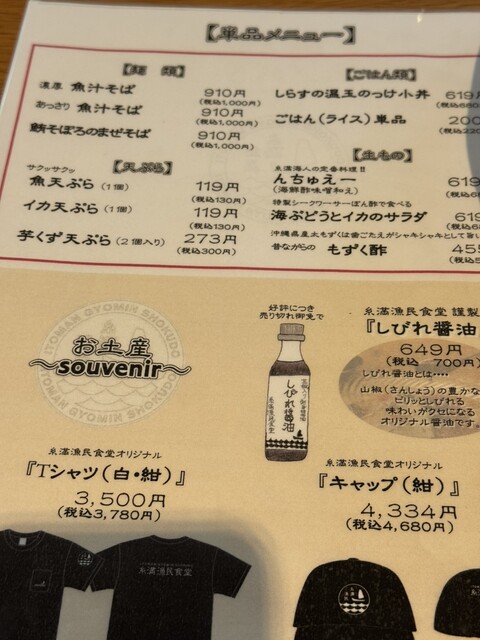 【単品メニュー】
【麺 類】
濃厚 魚汁そば 910円
(税込1,000円)
あっさり 魚汁そば 910円
(税込1,000円)
鮪そぼろのまぜそば 910円
(税込1,000円)
【天ぷら】
サクッサクッ
魚天ぷら(1個) 119円
(税込130円)
イカ天ぷら(1個) 119円
(税込130円)
芋くず天ぷら(2個入り) 273円
(税込300円)
【ごはん類】
しらすの温玉のっけ小丼 619
ごはん(ライス)単品 200
【生もの】
糸満海人の定番料理!!
んちゅえー
(海鮮酢味噌和え)
特製シークワーサーぽん酢で食べる
海ぶどうとイカのサラダ
沖縄県産太もずくは歯ごたえがシャキシャキとして
昔ながらの もずく酢 455
お土産
〜souvenir〜
ITOMAN GYOMIN SHOKUDO
好評につき
売り切れ御免で
しびれ醤油
糸満漁民食堂
糸満漁民食堂 謹製
『しびれ醤油
649円
(税込 700円)
しびれ醤油とは‥‥
山椒(さんしょう)の豊かな
ピリッとしびれる
味わいがクセになる
オリジナル醤油です。
糸満漁民食堂オリジナル
『Tシャツ(白・紺)』
3,500円
(税込3,780円)
糸満漁民食堂
糸満漁民食堂オリジナル
『キャップ(紺)』
4,334円
(税込4,680円)